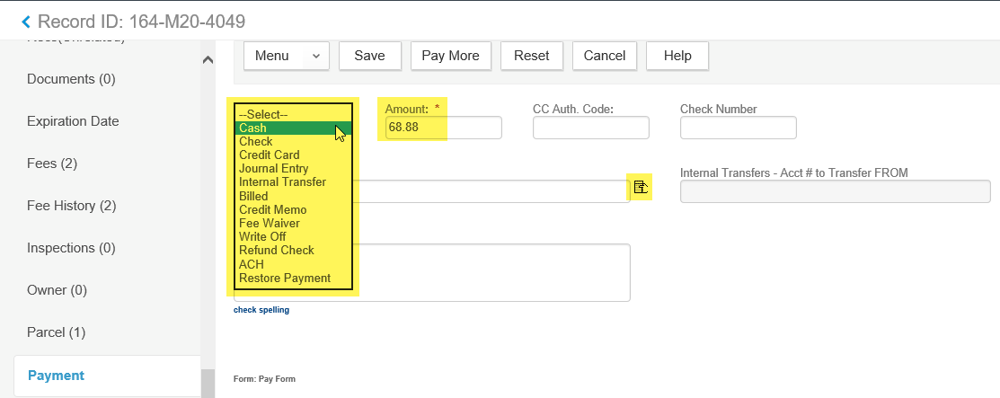 Record ID: 164-M20-4049
Documents (0)
Expiration Date
Fees (2)
Fee History (2)
Inspections (0)
Owner (0)
Parcel (1)
Payment
Menu
Save
Pay More
Reset
Cancel
Help
--Select--
Cash
Check
Credit Card
Journal Entry
Internal Transfer
Billed
Credit Memo
Fee Waiver
Write Off
Refund Check
ACH
Restore Payment
Amount: *
68.88
CC Auth. Code:
Check Number
Internal Transfers - Acct # to Transfer FROM
check spelling
Form: Pay Form